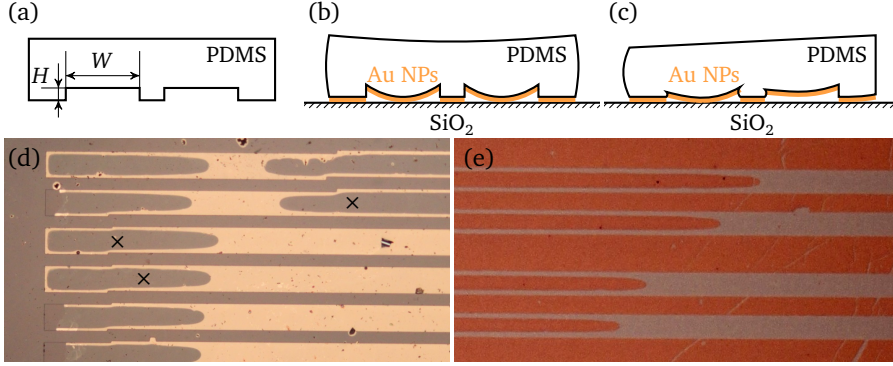 (a)
H
W
PDMS
(b)
PDMS
Au NPs
SiO2
(c)
PDMS
Au NPs
SiO2
(d)
(e)